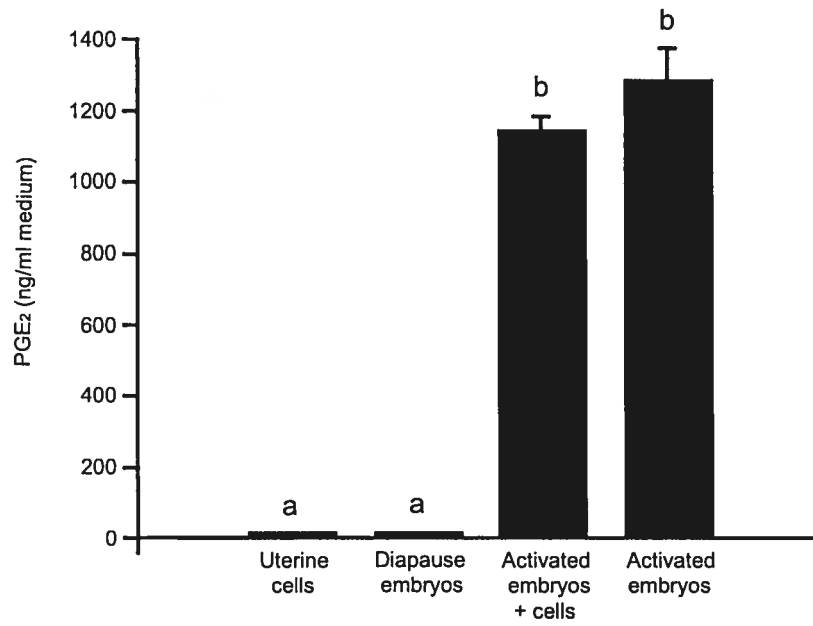 1400
1200
1000
800
600
400
200
0
PGE2 (ng/ml medium)
a
a
b
b
Uterine
cells
Diapause
embryos
Activated
embryos
+ cells
Activated
embryos